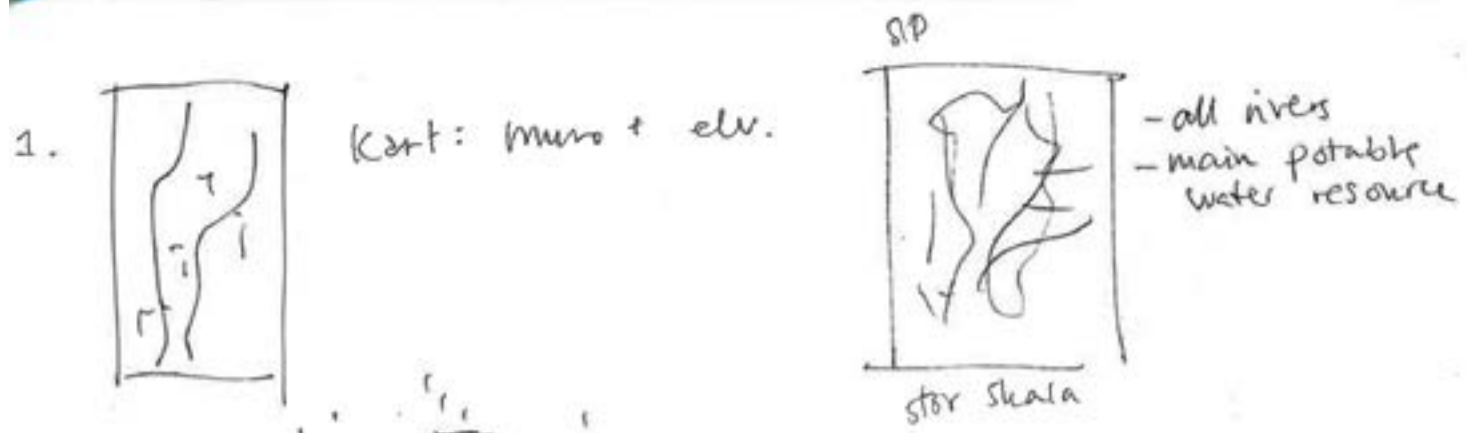 1.
Kart: muro + elv.
SP
- all rivers
- main potable
water resource
stor skala